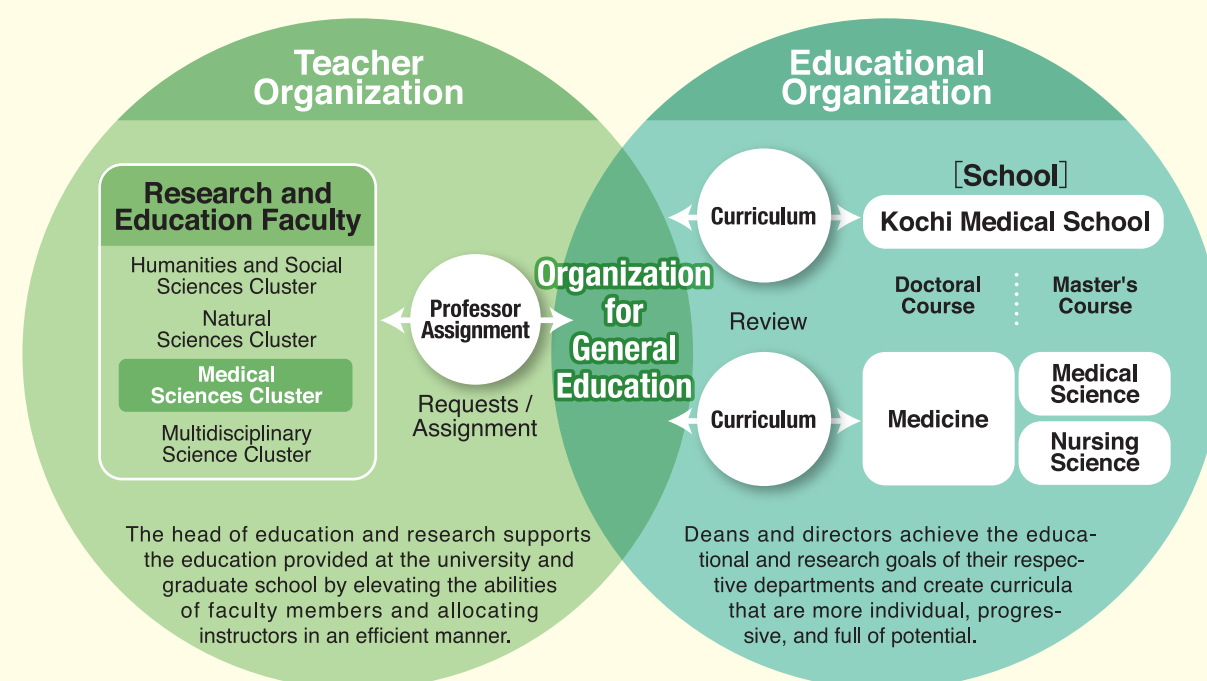 Teacher
Organization
Research and
Education Faculty
Humanities and Social
Sciences Cluster
Natural
Sciences Cluster
Medical
Sciences Cluster
Multidisciplinary
Science Cluster
Professor
Assignment
Requests /
Assignment
The head of education and research supports
the education provided at the university and
graduate school by elevating the abilities
of faculty members and allocating
instructors in an efficient manner.
Organization
for
General
Education
Educational
Organization
Curriculum
[School]
Kochi Medical School
Review
Doctoral
Course
Master's
Course
Curriculum
Medicine
Medical
Science
Nursing
Science
Deans and directors achieve the educa-
tional and research goals of their respec-
tive departments and create curricula
that are more individual, progres-
sive, and full of potential.